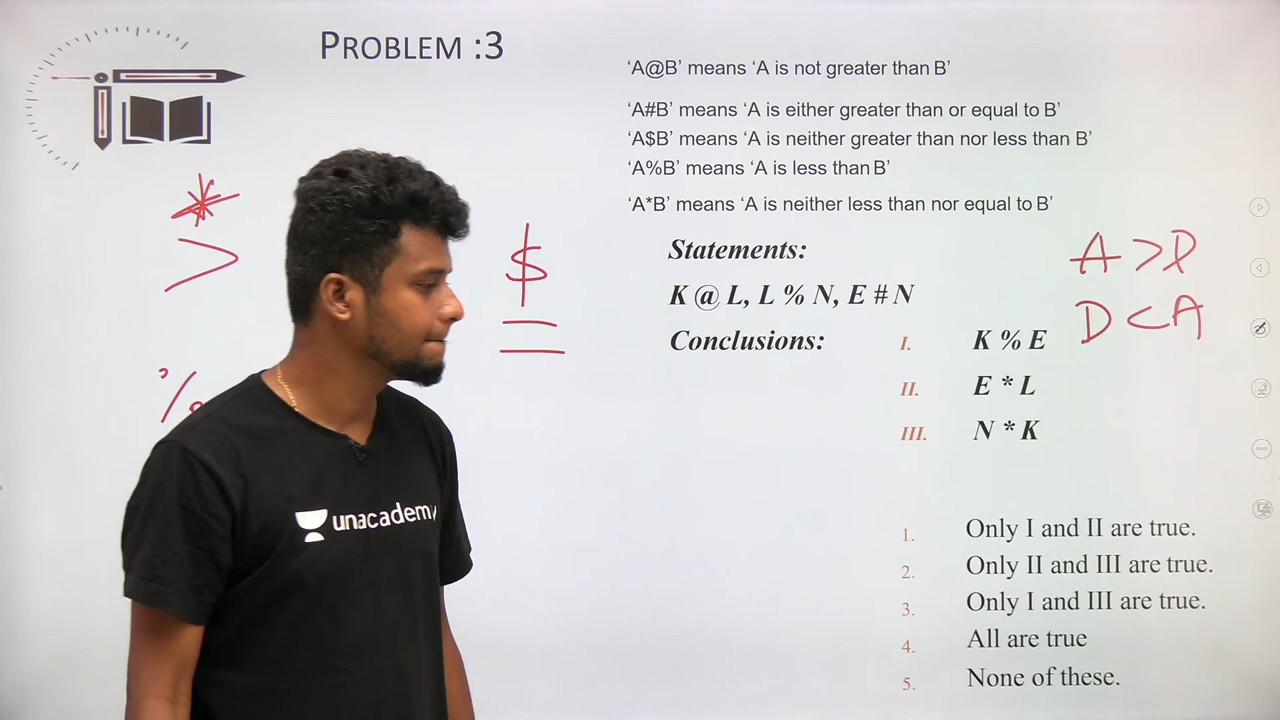 PROBLEM :3
‘A@B’ means ‘A is not greater than B’
‘A#B’ means ‘A is either greater than or equal to B’
‘A$B’ means ‘A is neither greater than nor less than B’
‘A%B’ means ‘A is less than B’
‘A*B’ means ‘A is neither less than nor equal to B’
*
>
%
$
=
Statements:
K @ L, L % N, E # N
A > D
D < A
Conclusions:
I. K % E
II. E * L
III. N * K
1. Only I and II are true.
2. Only II and III are true.
3. Only I and III are true.
4. All are true
5. None of these.
unacademy